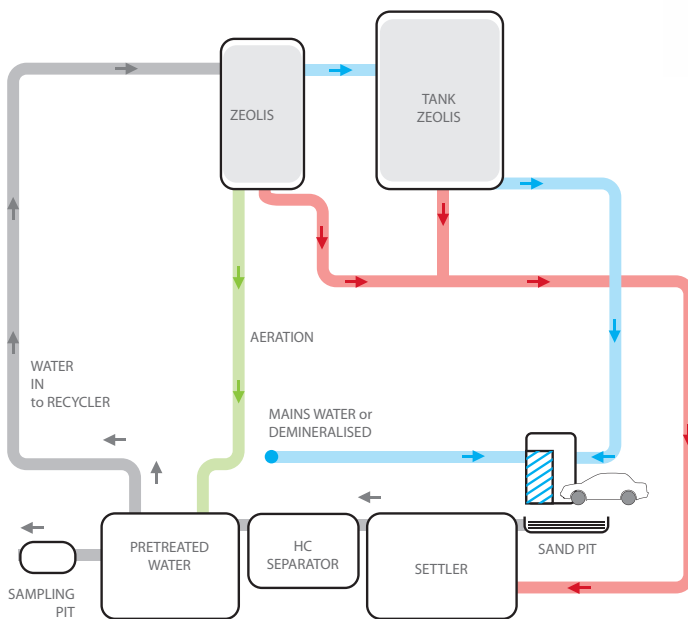 ZEOLIS
TANK
ZEOLIS
AERATION
WATER
IN
to RECYCLER
MAINS WATER or
DEMINERALISED
PRETREATED
WATER
HC
SEPARATOR
SETTLER
SAND PIT
SAMPLING
PIT